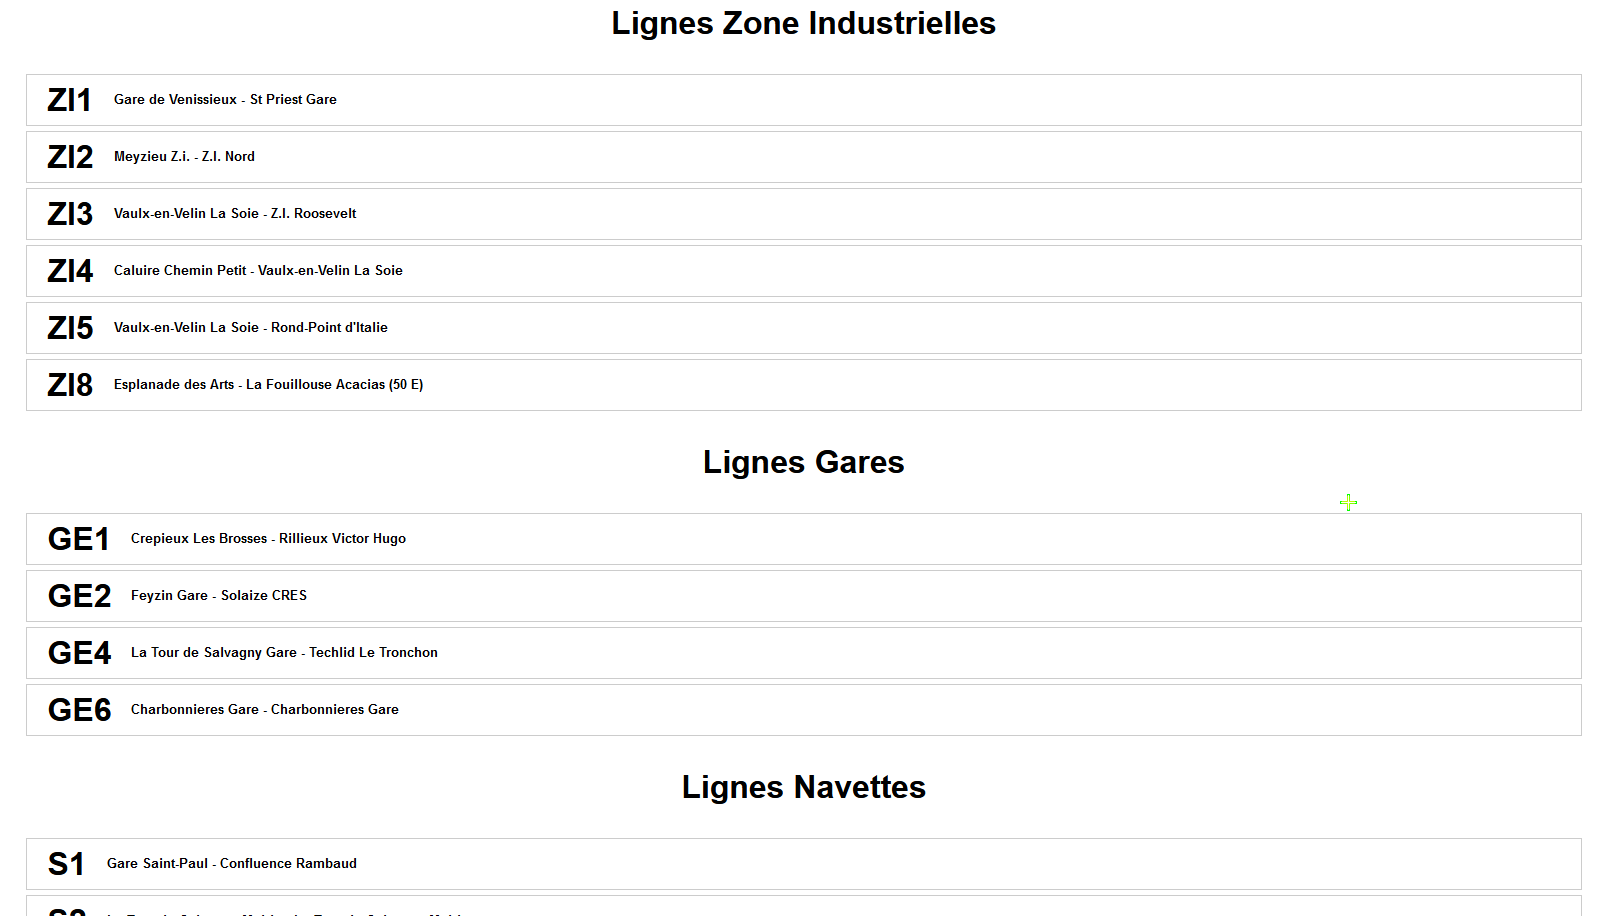 Lignes Zone Industrielles
ZI1 Gare de Venissieux - St Priest Gare
ZI2 Meyzieu Z.i. - Z.I. Nord
ZI3 Vaulx-en-Velin La Soie - Z.I. Roosevelt
ZI4 Caluire Chemin Petit - Vaulx-en-Velin La Soie
ZI5 Vaulx-en-Velin La Soie - Rond-Point d'Italie
ZI8 Esplanade des Arts - La Fouillouse Acacias (50 E)
Lignes Gares
GE1 Crepieux Les Brosses - Rillieux Victor Hugo
GE2 Feyzin Gare - Solaize CRES
GE4 La Tour de Salvagny Gare - Techlid Le Tronchon
GE6 Charbonnieres Gare - Charbonnieres Gare
Lignes Navettes
S1 Gare Saint-Paul - Confluence Rambaud